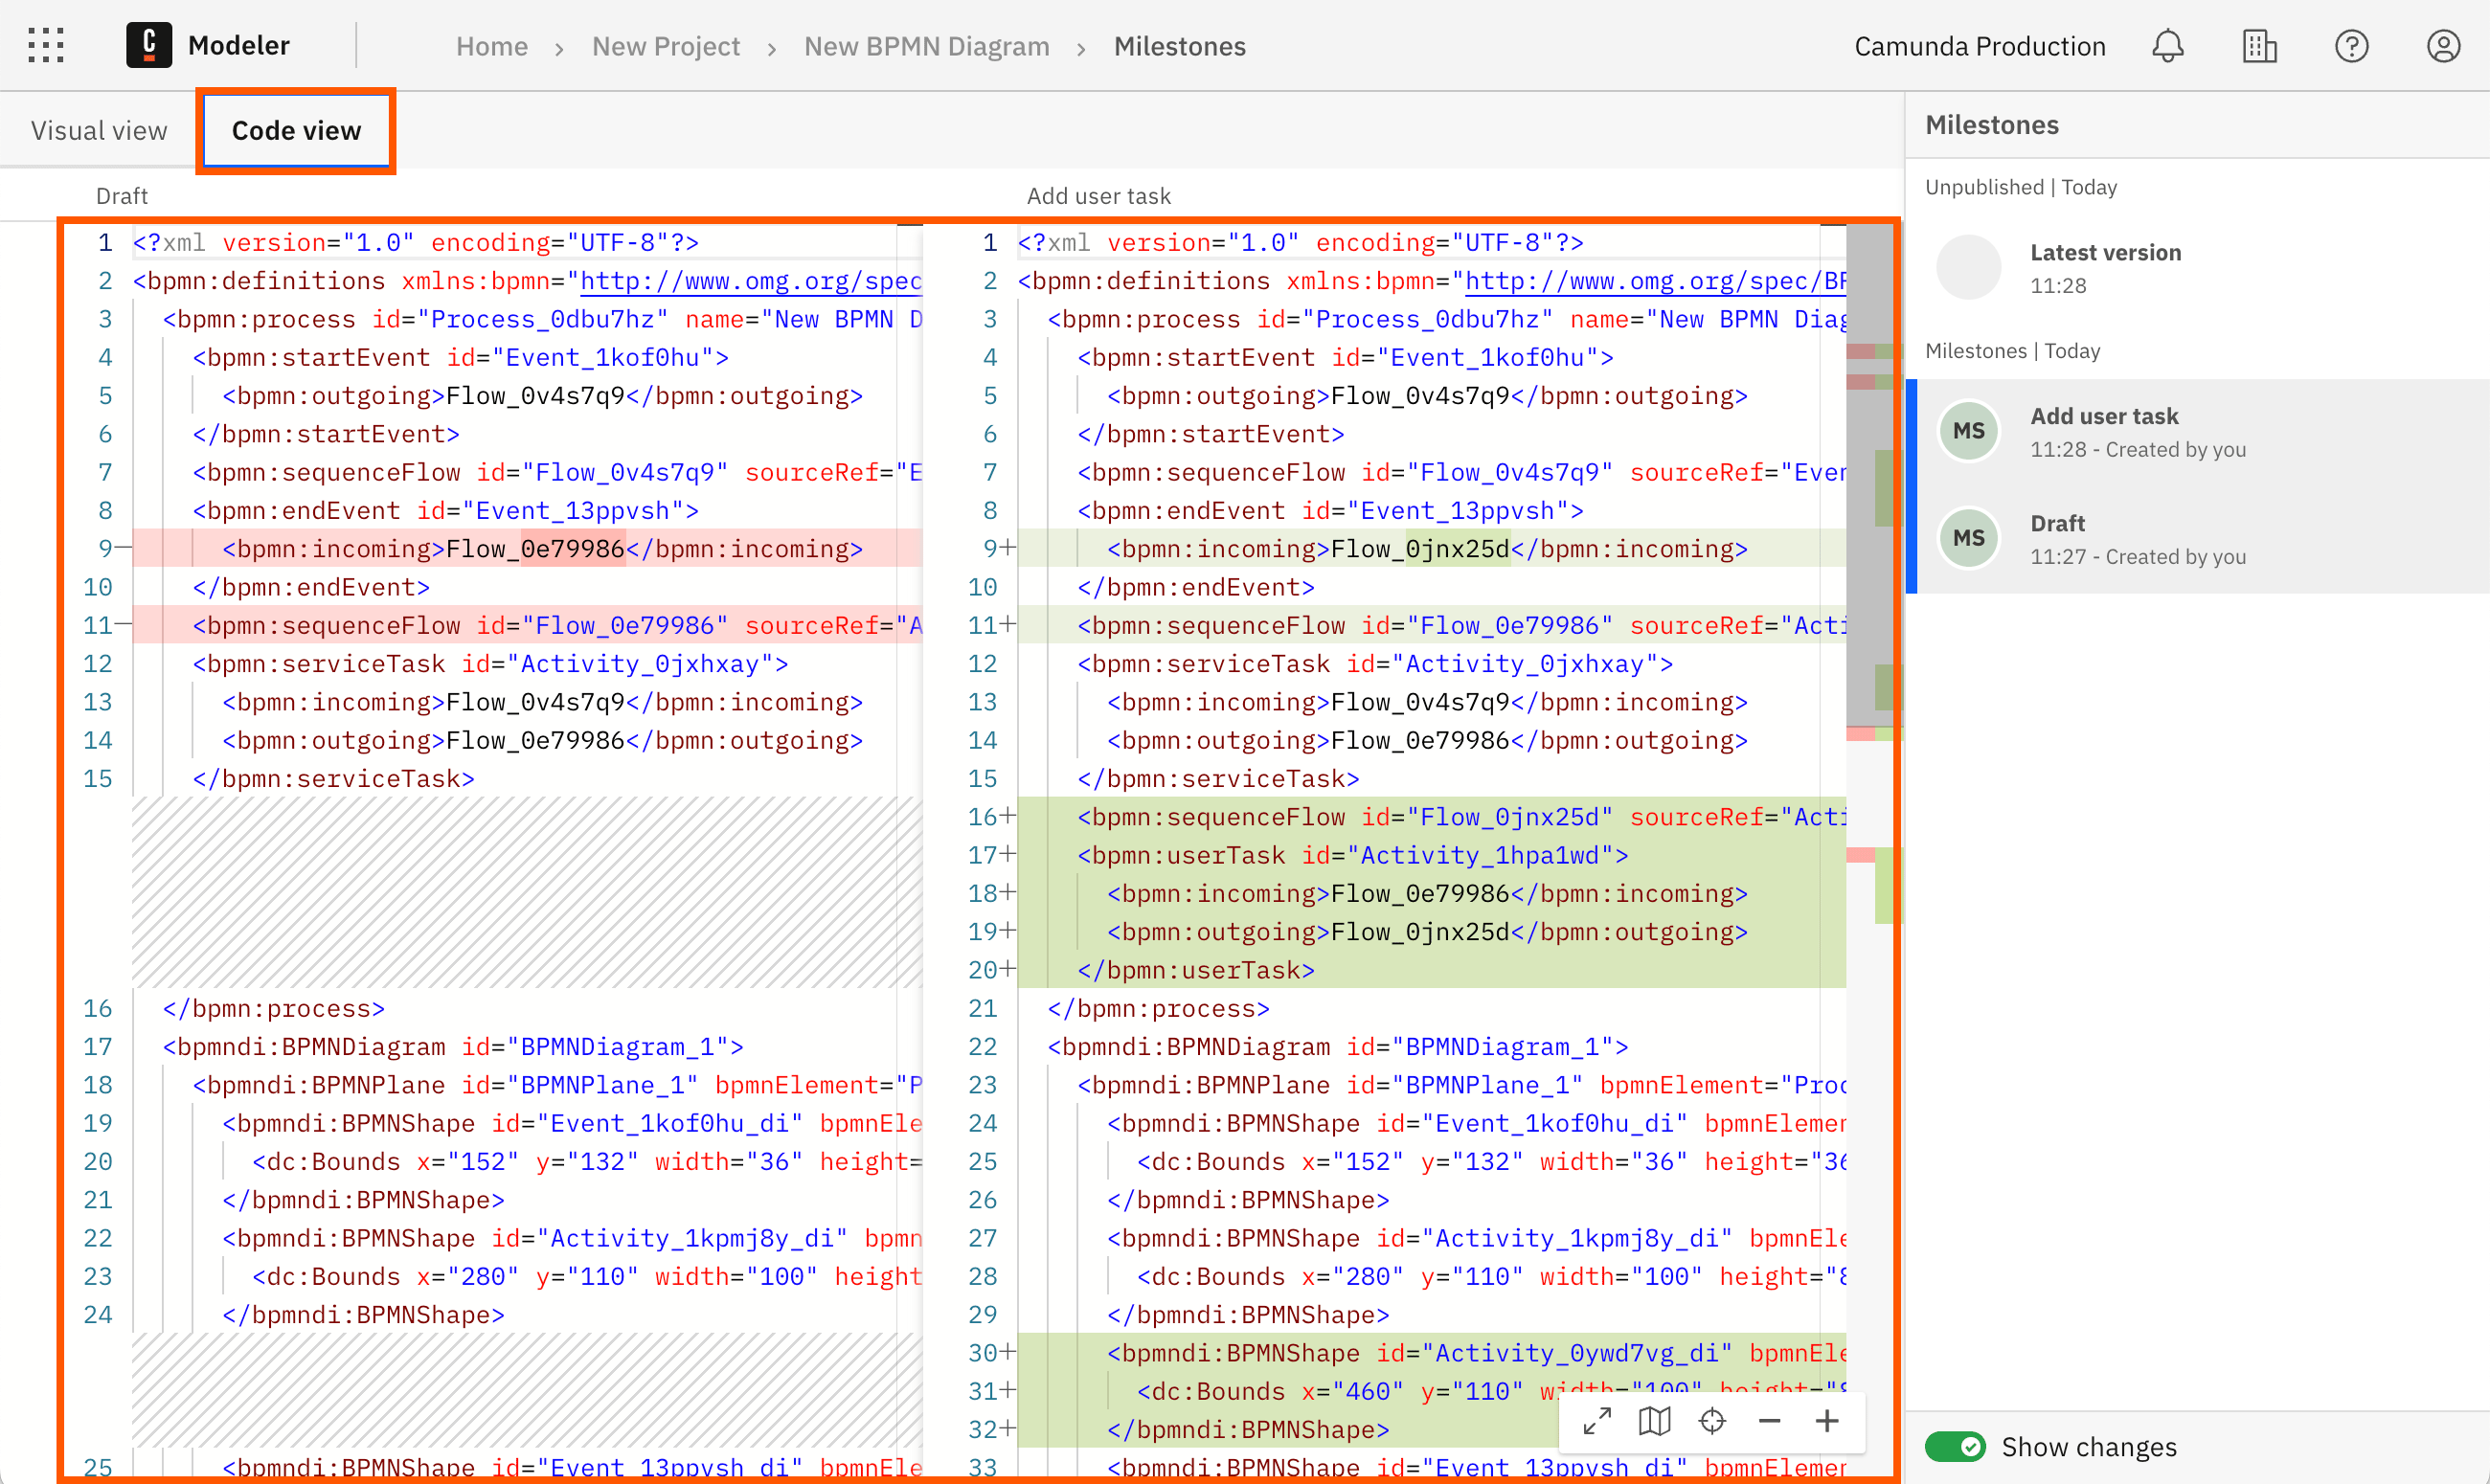 Modeler
Home › New Project › New BPMN Diagram › Milestones
Camunda Production
Visual view
Code view
Draft
1 <?xml version="1.0" encoding="UTF-8"?>
2 <bpmn:definitions xmlns:bpmn="http://www.omg.org/spec
3 <bpmn:process id="Process_0dbu7hz" name="New BPMN D
4 <bpmn:startEvent id="Event_1kof0hu">
5 <bpmn:outgoing>Flow_0v4s7q9</bpmn:outgoing>
6 </bpmn:startEvent>
7 <bpmn:sequenceFlow id="Flow_0v4s7q9" sourceRef="E
8 <bpmn:endEvent id="Event_13ppvsh">
9— <bpmn:incoming>Flow_0e79986</bpmn:incoming>
10 </bpmn:endEvent>
11— <bpmn:sequenceFlow id="Flow_0e79986" sourceRef="A
12 <bpmn:serviceTask id="Activity_0jxhxay">
13 <bpmn:incoming>Flow_0v4s7q9</bpmn:incoming>
14 <bpmn:outgoing>Flow_0e79986</bpmn:outgoing>
15 </bpmn:serviceTask>
16 </bpmn:process>
17 <bpmndi:BPMNDiagram id="BPMNDiagram_1">
18 <bpmndi:BPMNPlane id="BPMNPlane_1" bpmnElement="P
19 <bpmndi:BPMNShape id="Event_1kof0hu_di" bpmnEle
20 <dc:Bounds x="152" y="132" width="36" height=
21 </bpmndi:BPMNShape>
22 <bpmndi:BPMNShape id="Activity_1kpmj8y_di" bpmn
23 <dc:Bounds x="280" y="110" width="100" height
24 </bpmndi:BPMNShape>
25 <bpmndi:BPMNShape id="Event_13ppvsh_di" bpmnEle
Add user task
1 <?xml version="1.0" encoding="UTF-8"?>
2 <bpmn:definitions xmlns:bpmn="http://www.omg.org/spec/BP
3 <bpmn:process id="Process_0dbu7hz" name="New BPMN Diag
4 <bpmn:startEvent id="Event_1kof0hu">
5 <bpmn:outgoing>Flow_0v4s7q9</bpmn:outgoing>
6 </bpmn:startEvent>
7 <bpmn:sequenceFlow id="Flow_0v4s7q9" sourceRef="Even
8 <bpmn:endEvent id="Event_13ppvsh">
9+ <bpmn:incoming>Flow_0jnx25d</bpmn:incoming>
10 </bpmn:endEvent>
11+ <bpmn:sequenceFlow id="Flow_0e79986" sourceRef="Acti
12 <bpmn:serviceTask id="Activity_0jxhxay">
13 <bpmn:incoming>Flow_0v4s7q9</bpmn:incoming>
14 <bpmn:outgoing>Flow_0e79986</bpmn:outgoing>
15 </bpmn:serviceTask>
16+ <bpmn:sequenceFlow id="Flow_0jnx25d" sourceRef="Acti
17+ <bpmn:userTask id="Activity_1hpa1wd">
18+ <bpmn:incoming>Flow_0e79986</bpmn:incoming>
19+ <bpmn:outgoing>Flow_0jnx25d</bpmn:outgoing>
20+ </bpmn:userTask>
21 </bpmn:process>
22 <bpmndi:BPMNDiagram id="BPMNDiagram_1">
23 <bpmndi:BPMNPlane id="BPMNPlane_1" bpmnElement="Proc
24 <bpmndi:BPMNShape id="Event_1kof0hu_di" bpmnElemen
25 <dc:Bounds x="152" y="132" width="36" height="36
26 </bpmndi:BPMNShape>
27 <bpmndi:BPMNShape id="Activity_1kpmj8y_di" bpmnEle
28 <dc:Bounds x="280" y="110" width="100" height="8
29 </bpmndi:BPMNShape>
30+ <bpmndi:BPMNShape id="Activity_0ywd7vg_di" bpmnEle
31+ <dc:Bounds x="460" y="110" width="100" height="8
32+ </bpmndi:BPMNShape>
33 <bpmndi:BPMNShape id="Event_13ppvsh_di" bpmnElemen
Milestones
Unpublished | Today
Latest version
11:28
Milestones | Today
MS
Add user task
11:28 - Created by you
MS
Draft
11:27 - Created by you
Show changes